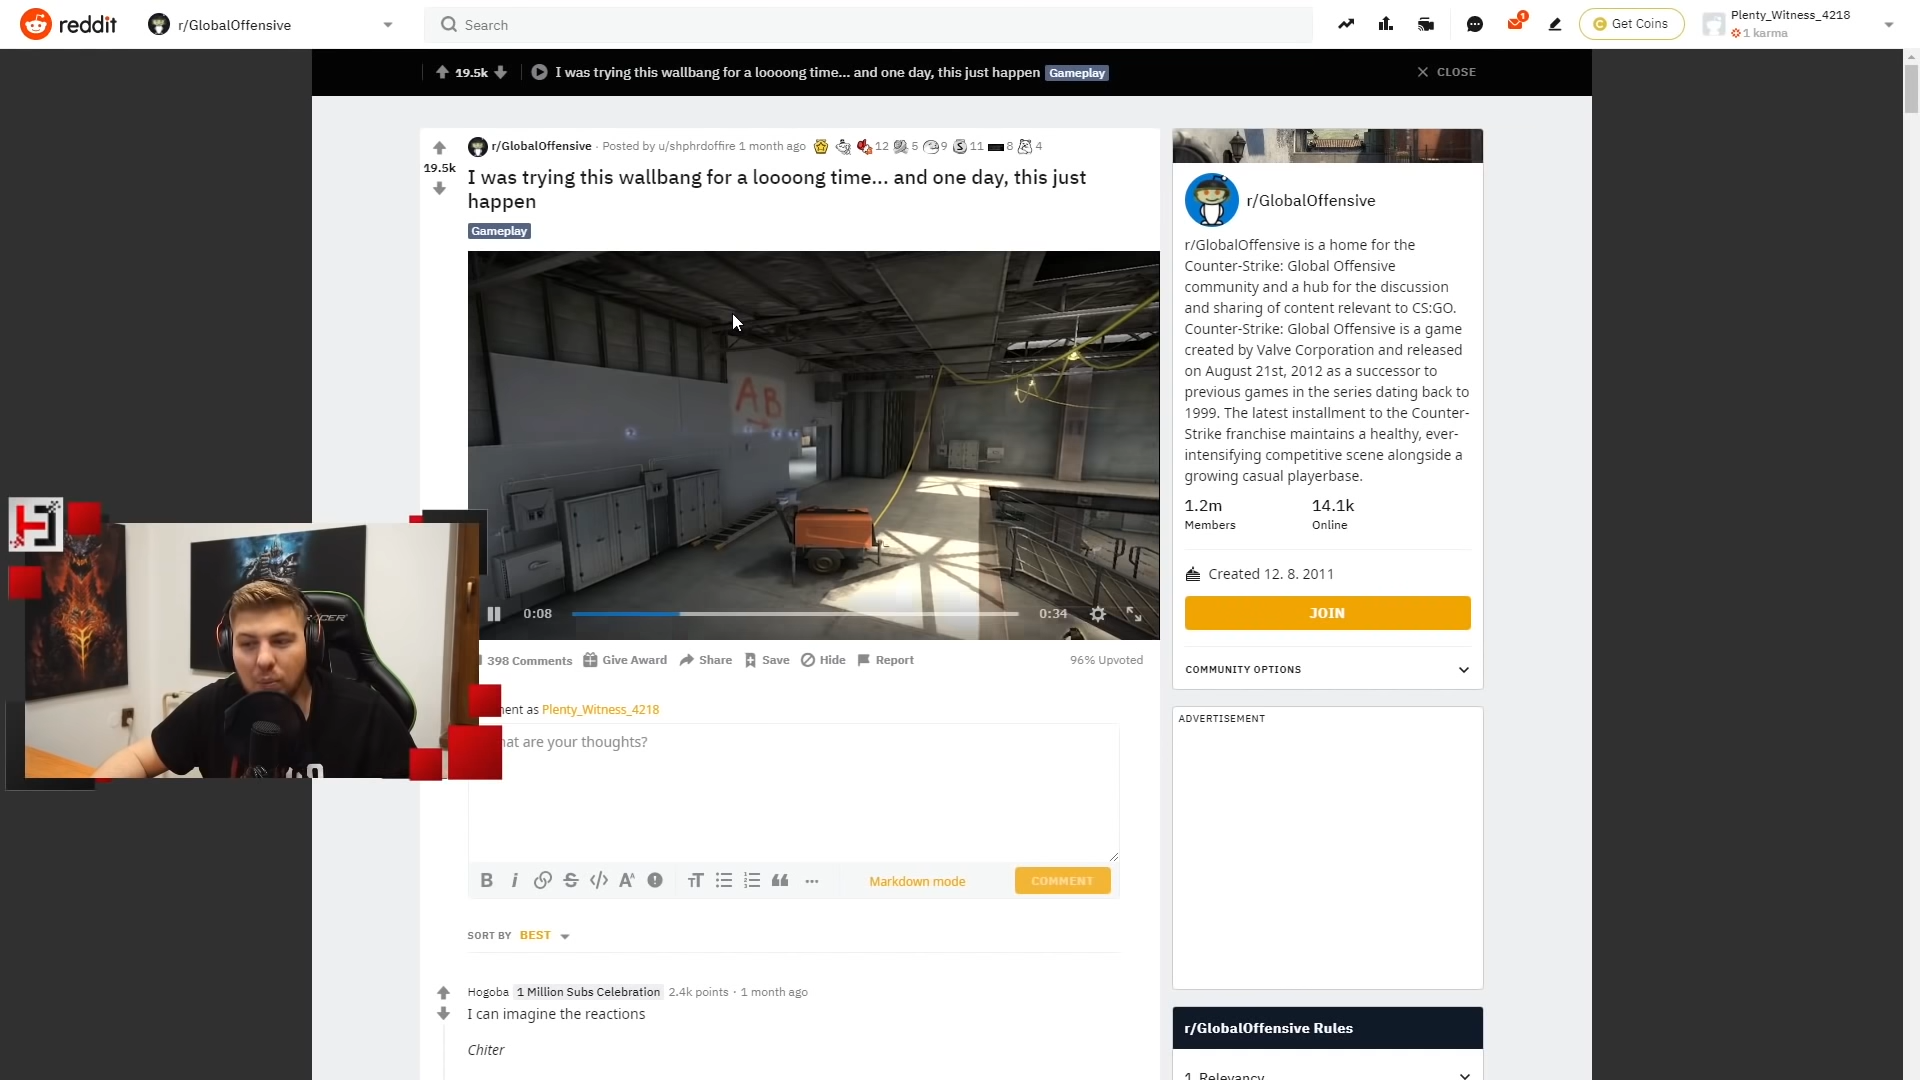 reddit
r/GlobalOffensive
Search
1
Get Coins
Plenty_Witness_4218
1 karma
19.5k
I was trying this wallbang for a loooong time... and one day, this just happen Gameplay
CLOSE
r/GlobalOffensive · Posted by u/shphrdoffire 1 month ago 12 5 9 11 8 4
19.5k
I was trying this wallbang for a loooong time... and one day, this just
happen
Gameplay
AB
0:08
0:34
398 Comments Give Award Share Save Hide Report 96% Upvoted
ent as Plenty_Witness_4218
at are your thoughts?
Markdown mode
COMMENT
SORT BY BEST
Hogoba 1 Million Subs Celebration 2.4k points · 1 month ago
I can imagine the reactions
Chiter
r/GlobalOffensive
r/GlobalOffensive is a home for the
Counter-Strike: Global Offensive
community and a hub for the discussion
and sharing of content relevant to CS:GO.
Counter-Strike: Global Offensive is a game
created by Valve Corporation and released
on August 21st, 2012 as a successor to
previous games in the series dating back to
1999. The latest installment to the Counter-
Strike franchise maintains a healthy, ever-
intensifying competitive scene alongside a
growing casual playerbase.
1.2m 14.1k
Members Online
Created 12. 8. 2011
JOIN
COMMUNITY OPTIONS
ADVERTISEMENT
r/GlobalOffensive Rules
1. Relevancy